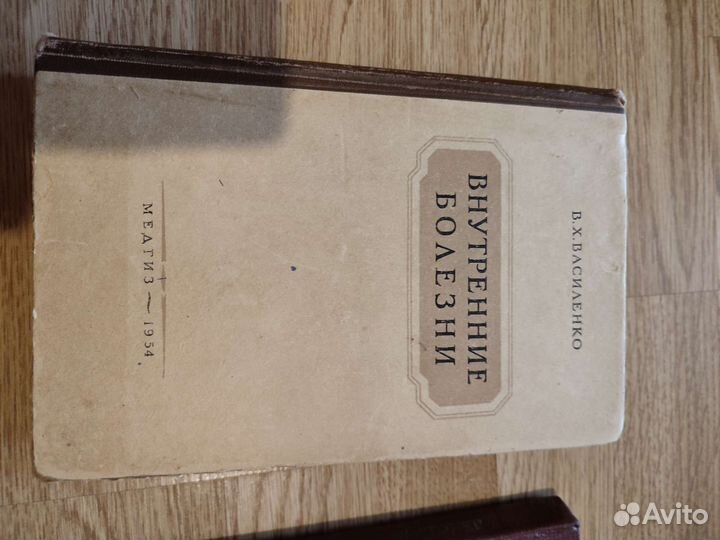 В.Х.ВАСИЛЕНКО
ВНУТРЕННИЕ
БОЛЕЗНИ
МЕДГИЗ — 1954
Avito